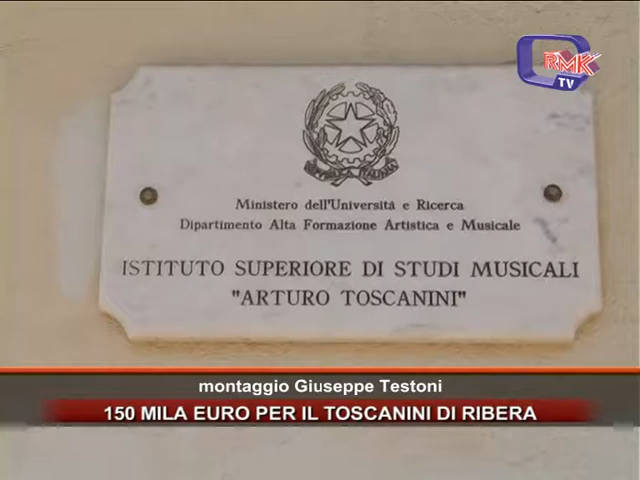 RMK
TV
REPVBBLICA ITALIANA
Ministero dell'Università e Ricerca
Dipartimento Alta Formazione Artistica e Musicale
ISTITUTO SUPERIORE DI STUDI MUSICALI
"ARTURO TOSCANINI"
montaggio Giuseppe Testoni
150 MILA EURO PER IL TOSCANINI DI RIBERA